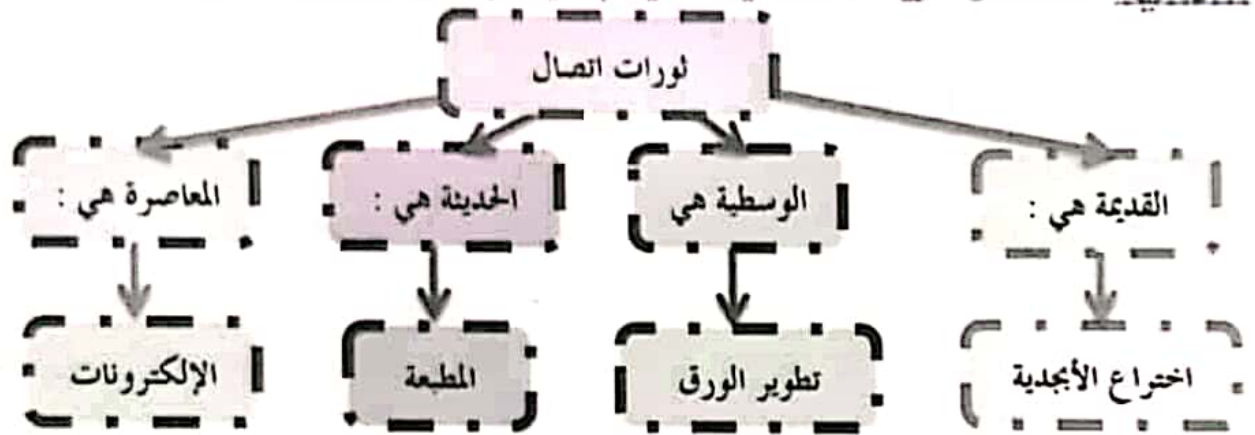 ثورات اتصال
القديمة هي :
الوسطية هي
الحديثة هي :
المعاصرة هي :
اختراع الأبجدية
تطوير الورق
المطبعة
الإلكترونات